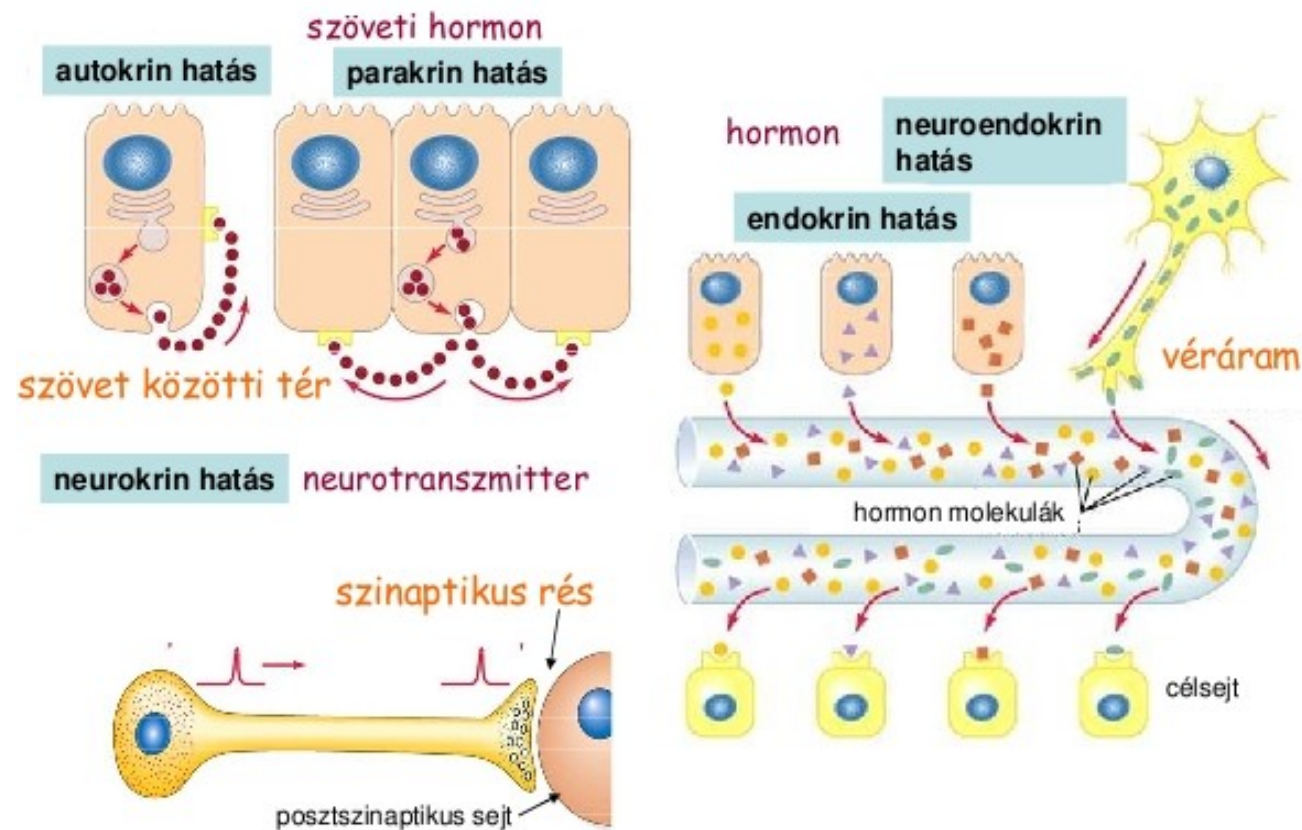 szöveti hormon
autokrin hatás
parakrin hatás
szövet közötti tér
hormon
neuroendokrin
hatás
endokrin hatás
véráram
hormon molekulák
célsejt
neurokrin hatás
neurotranszmitter
szinaptikus rés
posztszinaptikus sejt